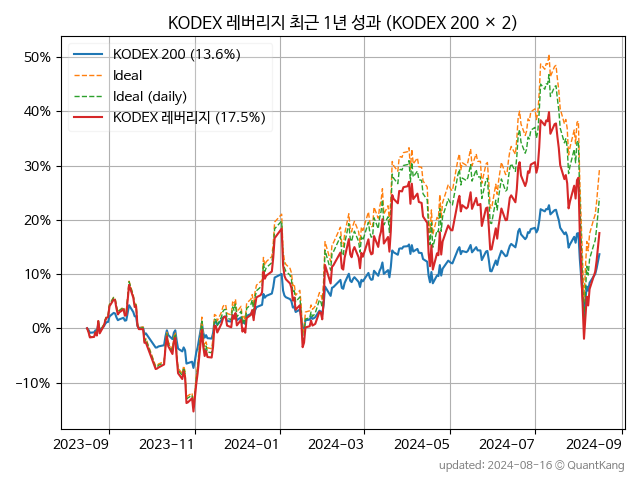 KODEX 레버리지 최근 1년 성과 (KODEX 200 × 2)
KODEX 200 (13.6%)
Ideal
Ideal (daily)
KODEX 레버리지 (17.5%)
50%
40%
30%
20%
10%
0%
−10%
2023-09 2023-11 2024-01 2024-03 2024-05 2024-07 2024-09
updated: 2024-08-16 © QuantKang